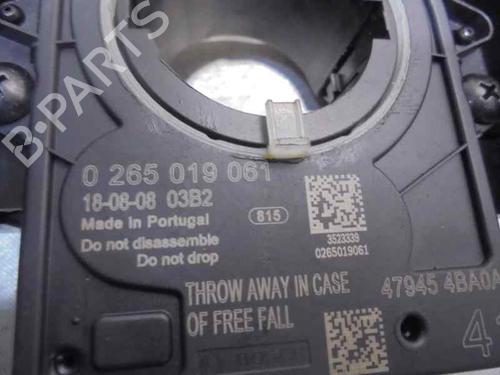 B-PARTS
0 265 019 061
18-08-08 03B2
Made in Portugal
Do not disassemble
Do not drop
815
3523339
0265019061
THROW AWAY IN CASE
OF FREE FALL
47945 4BA0A
BOSCH